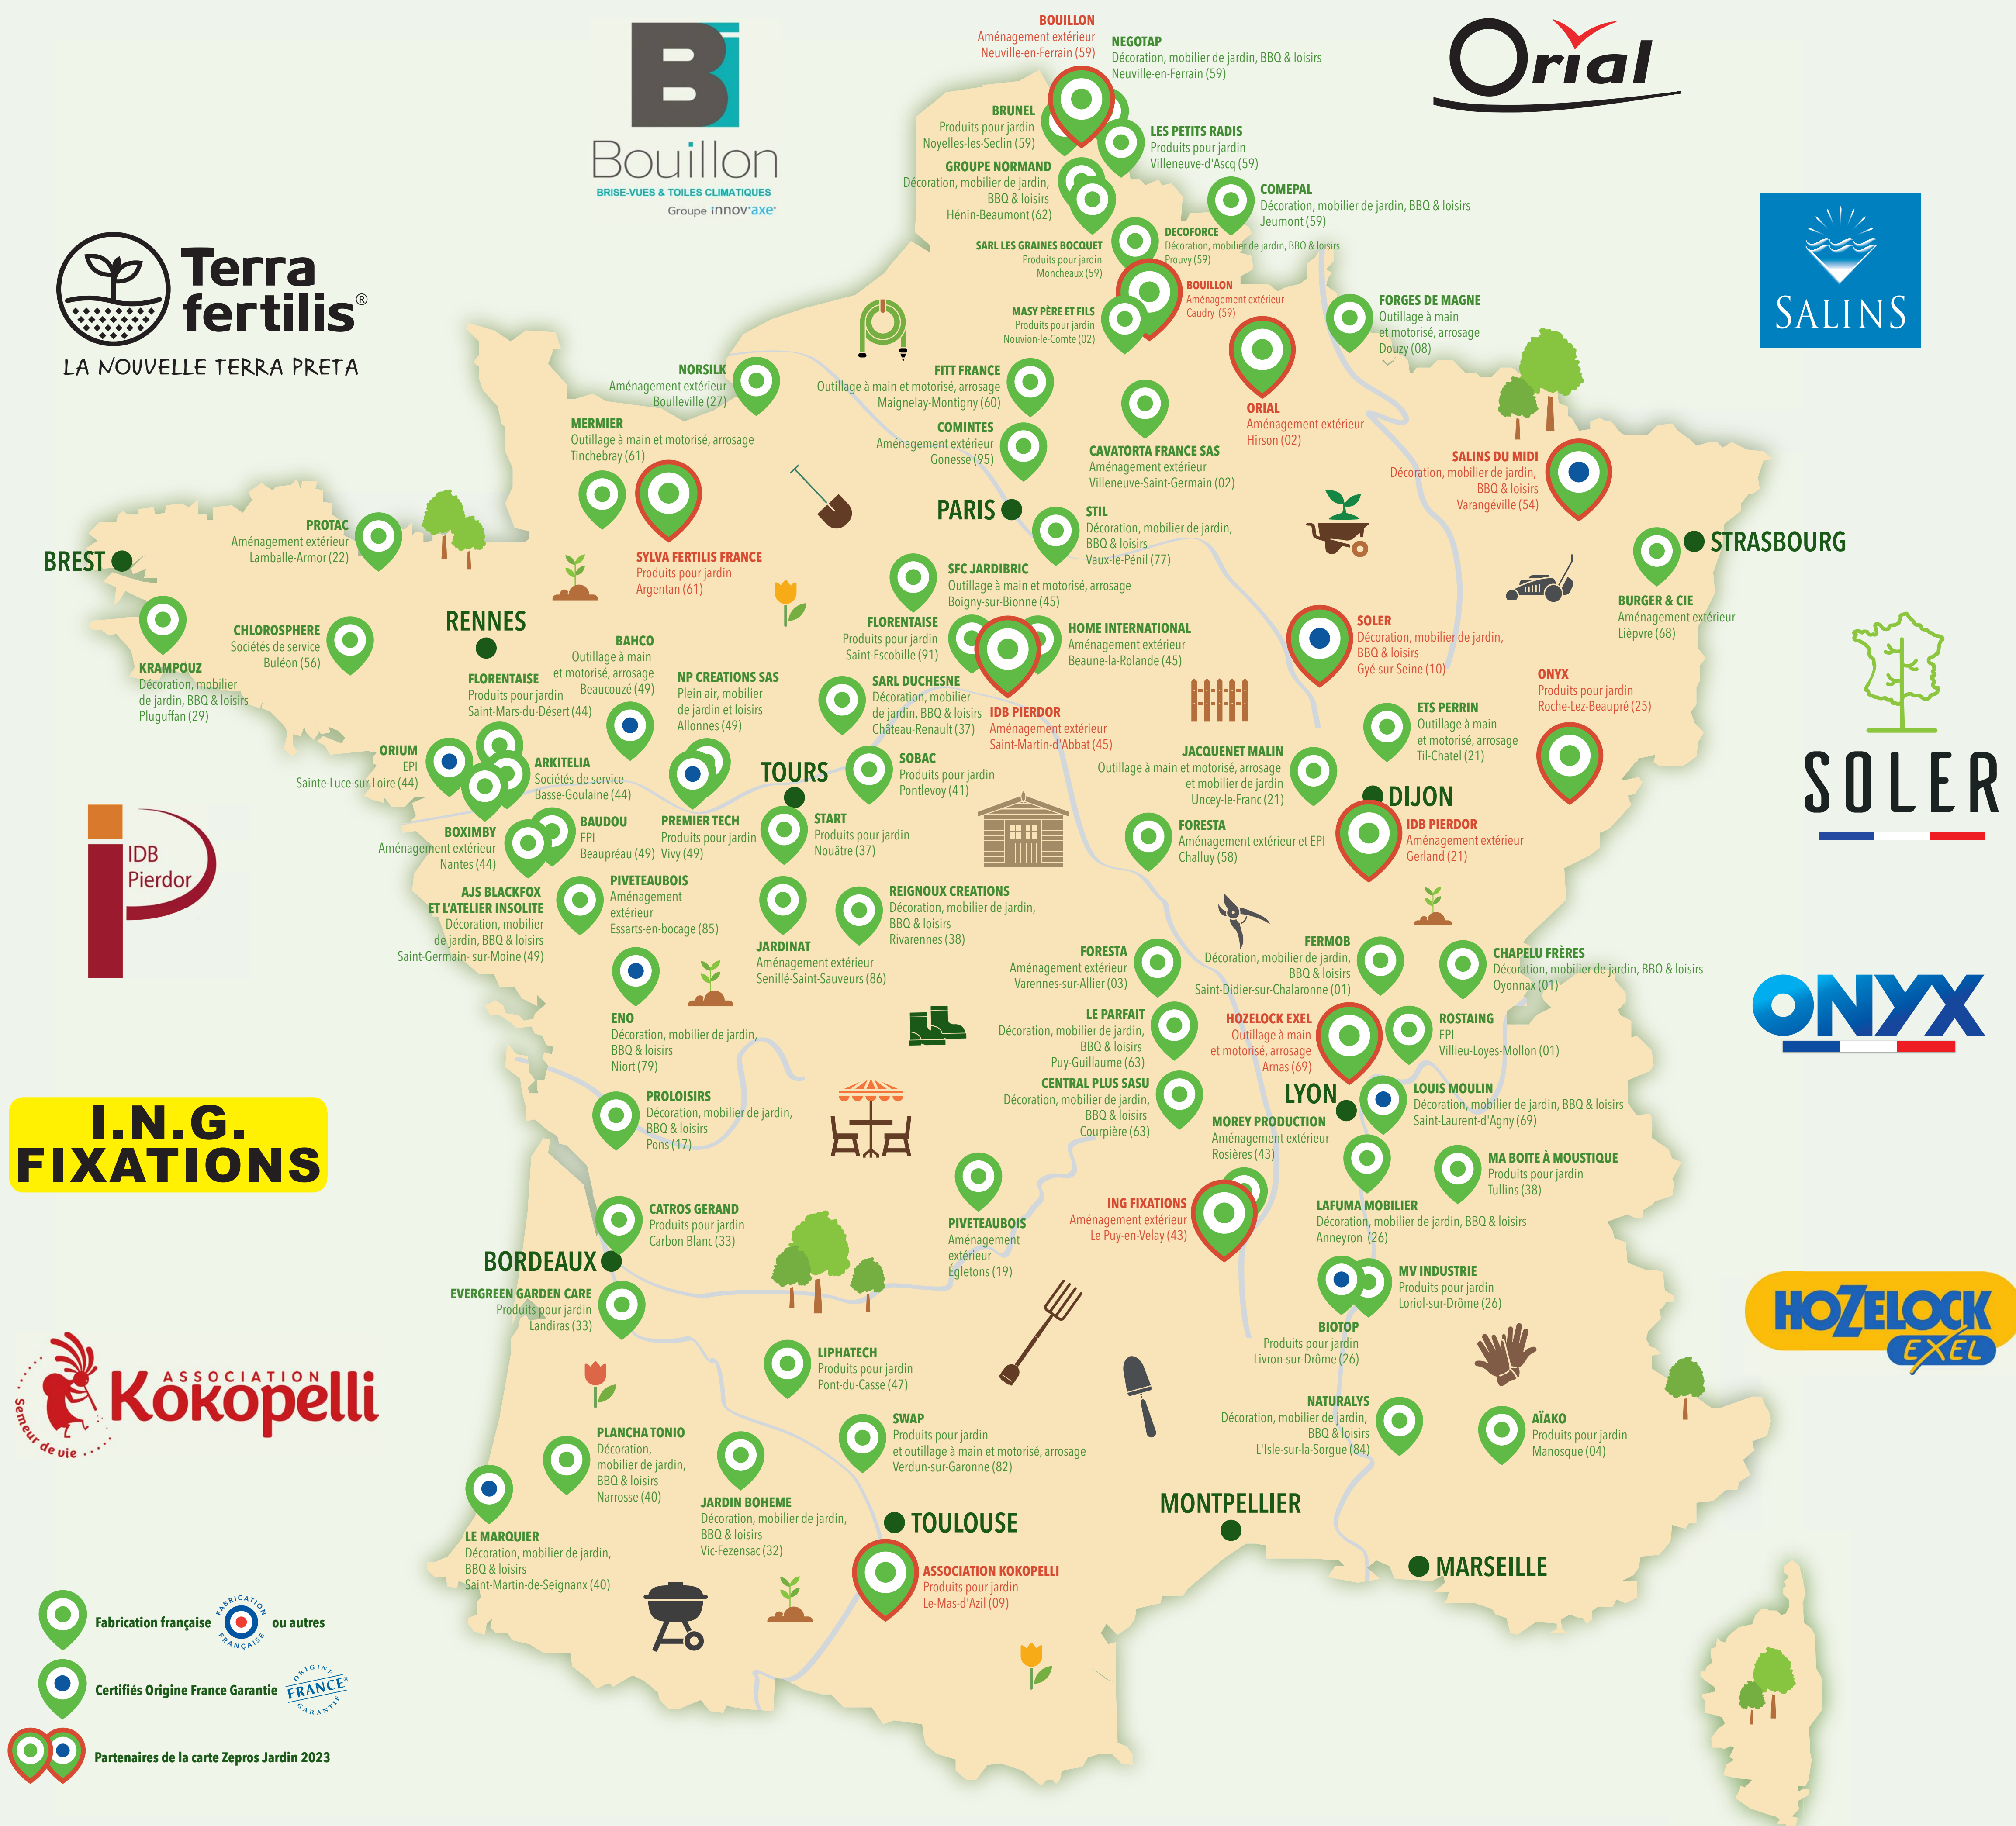 BOUILLON
Aménagement extérieur
Neuville-en-Ferrain (59)
NEGOTAP
Décoration, mobilier de jardin, BBQ & loisirs
Neuville-en-Ferrain (59)
Bi
Bouillon
BRISE-VUES & TOILES CLIMATIQUES
Groupe innov'axe'
Orial
BRUNEL
Produits pour jardin
Noyelles-les-Seclin (59)
LES PETITS RADIS
Produits pour jardin
Villeneuve-d'Ascq (59)
GROUPE NORMAND
Décoration, mobilier de jardin,
BBQ & loisirs
Hénin-Beaumont (62)
COMEPAL
Décoration, mobilier de jardin, BBQ & loisirs
Jeumont (59)
SARL LES GRAINES BOCQUET
Produits pour jardin
Moncheaux (59)
DECOFORCE
Décoration, mobilier de jardin, BBQ & loisirs
Prouvy (59)
BOUILLON
Aménagement extérieur
Caudry (59)
MASY PÈRE ET FILS
Produits pour jardin
Nouvion-le-Comte (02)
FORGES DE MAGNE
Outillage à main
et motorisé, arrosage
Douzy (08)
SALINS
Terra
fertilis®
LA NOUVELLE TERRA PRETA
NORSILK
Aménagement extérieur
Boulleville (27)
FITT FRANCE
Outillage à main et motorisé, arrosage
Maignelay-Montigny (60)
ORIAL
Aménagement extérieur
Hirson (02)
MERMIER
Outillage à main et motorisé, arrosage
Tinchebray (61)
COMINTES
Aménagement extérieur
Gonesse (95)
CAVATORTA FRANCE SAS
Aménagement extérieur
Villeneuve-Saint-Germain (02)
SALINS DU MIDI
Décoration, mobilier de jardin,
BBQ & loisirs
Varangéville (54)
PARIS
STIL
Décoration, mobilier de jardin,
BBQ & loisirs
Vaux-le-Pénil (77)
PROTAC
Aménagement extérieur
Lamballe-Armor (22)
BREST
STRASBOURG
SYLVA FERTILIS FRANCE
Produits pour jardin
Argentan (61)
SFC JARDIBRIC
Outillage à main et motorisé, arrosage
Boigny-sur-Bionne (45)
BURGER & CIE
Aménagement extérieur
Lièpvre (68)
KRAMPOUZ
Décoration, mobilier
de jardin, BBQ & loisirs
Pluguffan (29)
CHLOROSPHERE
Sociétés de service
Buléon (56)
RENNES
BAHCO
Outillage à main
et motorisé, arrosage
Beaucouzé (49)
FLORENTAISE
Produits pour jardin
Saint-Escobille (91)
HOME INTERNATIONAL
Aménagement extérieur
Beaune-la-Rolande (45)
SOLER
Décoration, mobilier de jardin,
BBQ & loisirs
Gyé-sur-Seine (10)
FLORENTAISE
Produits pour jardin
Saint-Mars-du-Désert (44)
NP CREATIONS SAS
Plein air, mobilier
de jardin et loisirs
Allonnes (49)
SARL DUCHESNE
Décoration, mobilier
de jardin, BBQ & loisirs
Château-Renault (37)
IDB PIERDOR
Aménagement extérieur
Saint-Martin-d'Abbat (45)
ONYX
Produits pour jardin
Roche-Lez-Beaupré (25)
ETS PERRIN
Outillage à main
et motorisé, arrosage
Til-Chatel (21)
ORIUM
EPI
Sainte-Luce-sur-Loire (44)
ARKITELIA
Sociétés de service
Basse-Goulaine (44)
TOURS
SOBAC
Produits pour jardin
Pontlevoy (41)
JACQUENET MALIN
Outillage à main et motorisé, arrosage
et mobilier de jardin
Uncey-le-Franc (21)
DIJON
SOLER
IDB
Pierdor
BOXIMBY
Aménagement extérieur
Nantes (44)
BAUDOU
EPI
Beaupréau (49)
PREMIER TECH
Produits pour jardin
Vivy (49)
START
Produits pour jardin
Nouâtre (37)
FORESTA
Aménagement extérieur et EPI
Challuy (58)
IDB PIERDOR
Aménagement extérieur
Gerland (21)
AJS BLACKFOX
ET L'ATELIER INSOLITE
Décoration, mobilier
de jardin, BBQ & loisirs
Saint-Germain- sur-Moine (49)
PIVETEAUBOIS
Aménagement
extérieur
Essarts-en-bocage (85)
JARDINAT
Aménagement extérieur
Senillé-Saint-Sauveurs (86)
REIGNOUX CREATIONS
Décoration, mobilier de jardin,
BBQ & loisirs
Rivarennes (38)
FORESTA
Aménagement extérieur
Varennes-sur-Allier (03)
FERMOB
Décoration, mobilier de jardin,
BBQ & loisirs
Saint-Didier-sur-Chalaronne (01)
CHAPELU FRÈRES
Décoration, mobilier de jardin, BBQ & loisirs
Oyonnax (01)
ONYX
ENO
Décoration, mobilier de jardin,
BBQ & loisirs
Niort (79)
LE PARFAIT
Décoration, mobilier de jardin,
BBQ & loisirs
Puy-Guillaume (63)
HOZELOCK EXEL
Outillage à main
et motorisé, arrosage
Arnas (69)
ROSTAING
EPI
Villieu-Loyes-Mollon (01)
I.N.G.
FIXATIONS
PROLOISIRS
Décoration, mobilier de jardin,
BBQ & loisirs
Pons (17)
CENTRAL PLUS SASU
Décoration, mobilier de jardin,
BBQ & loisirs
Courpière (63)
LYON
LOUIS MOULIN
Décoration, mobilier de jardin, BBQ & loisirs
Saint-Laurent-d'Agny (69)
MOREY PRODUCTION
Aménagement extérieur
Rosières (43)
MA BOITE À MOUSTIQUE
Produits pour jardin
Tullins (38)
CATROS GERAND
Produits pour jardin
Carbon Blanc (33)
PIVETEAUBOIS
Aménagement
extérieur
Égletons (19)
ING FIXATIONS
Aménagement extérieur
Le Puy-en-Velay (43)
LAFUMA MOBILIER
Décoration, mobilier de jardin, BBQ & loisirs
Anneyron (26)
BORDEAUX
EVERGREEN GARDEN CARE
Produits pour jardin
Landiras (33)
MV INDUSTRIE
Produits pour jardin
Loriol-sur-Drôme (26)
BIOTOP
Produits pour jardin
Livron-sur-Drôme (26)
HOZELOCK
EXEL
ASSOCIATION
Kokopelli
Semeur de vie
LIPHATECH
Produits pour jardin
Pont-du-Casse (47)
PLANCHA TONIO
Décoration,
mobilier de jardin,
BBQ & loisirs
Narrosse (40)
SWAP
Produits pour jardin
et outillage à main et motorisé, arrosage
Verdun-sur-Garonne (82)
NATURALYS
Décoration, mobilier de jardin,
BBQ & loisirs
L'Isle-sur-la-Sorgue (84)
AÏAKO
Produits pour jardin
Manosque (04)
LE MARQUIER
Décoration, mobilier de jardin,
BBQ & loisirs
Saint-Martin-de-Seignanx (40)
JARDIN BOHEME
Décoration, mobilier de jardin,
BBQ & loisirs
Vic-Fezensac (32)
TOULOUSE
MONTPELLIER
MARSEILLE
ASSOCIATION KOKOPELLI
Produits pour jardin
Le-Mas-d'Azil (09)
Fabrication française
FABRICATION
FRANÇAISE
ou autres
Certifiés Origine France Garantie
ORIGINE
FRANCE®
GARANTIE
Partenaires de la carte Zepros Jardin 2023